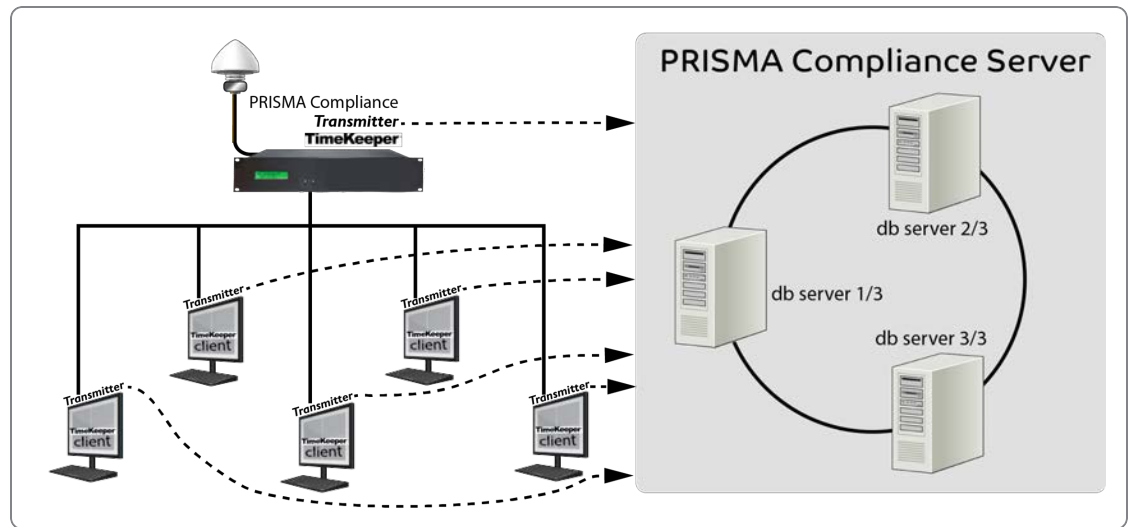 PRISMA Compliance Server
PRISMA Compliance
Transmitter
TimeKeeper
db server 2/3
db server 1/3
db server 3/3
Transmitter
TimeKeeper
client
Transmitter
TimeKeeper
client
Transmitter
TimeKeeper
client
Transmitter
TimeKeeper
client
Transmitter
TimeKeeper
client